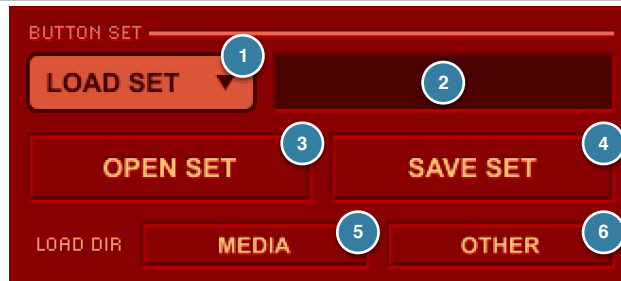 BUTTON SET
LOAD SET ▼ 1 2
OPEN SET 3 SAVE SET 4
LOAD DIR MEDIA 5 OTHER 6